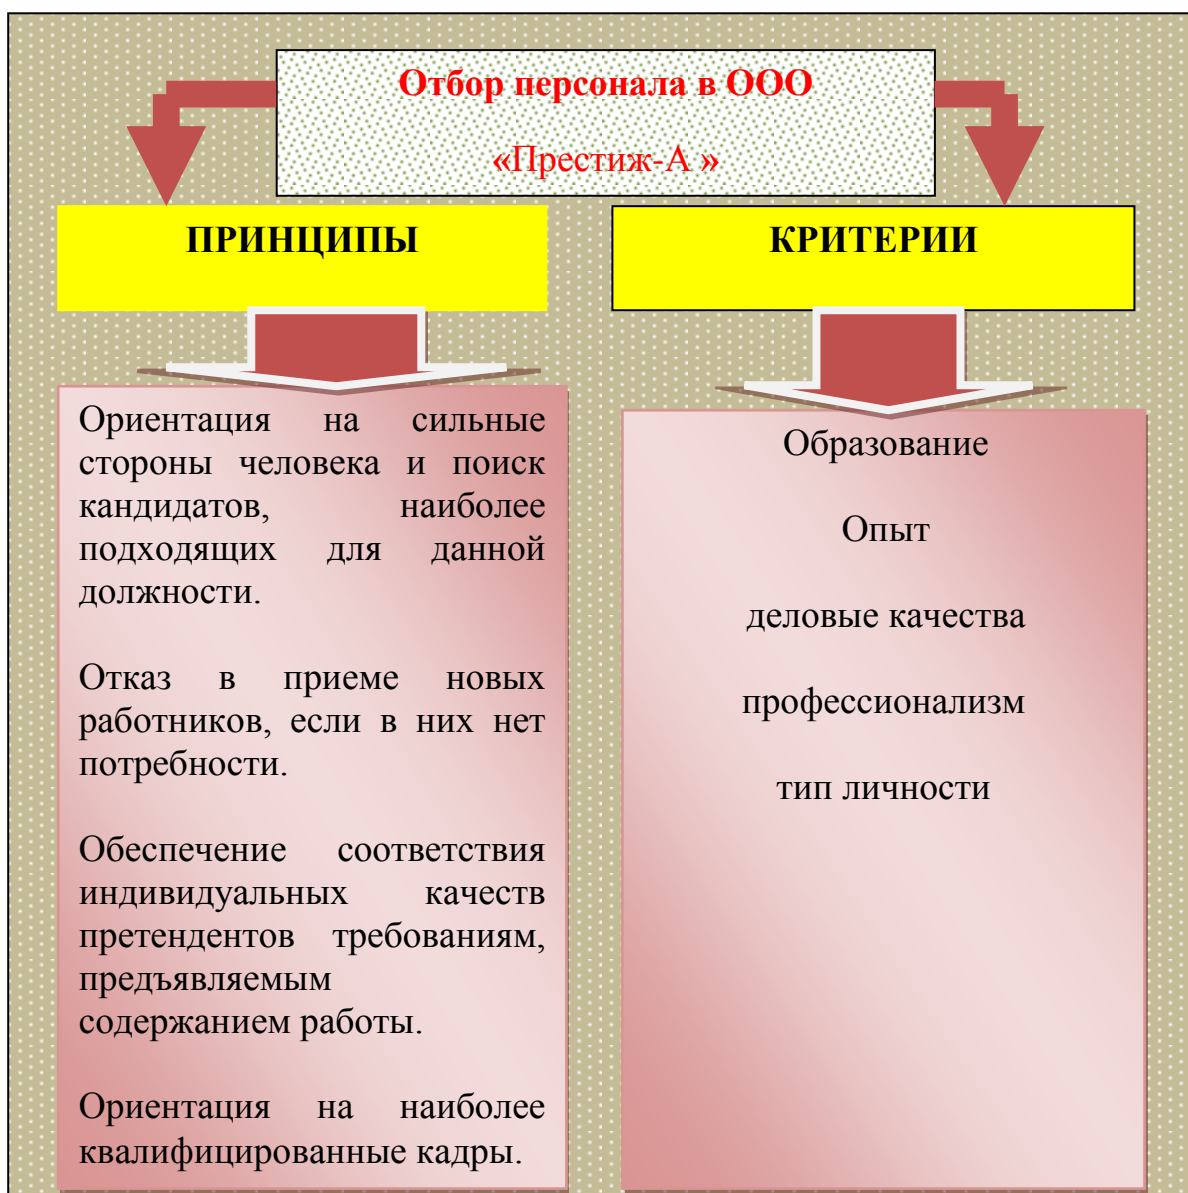 Отбор персонала в ООО
«Престиж-А »
ПРИНЦИПЫ
Ориентация на сильные
стороны человека и поиск
кандидатов, наиболее
подходящих для данной
должности.
Отказ в приеме новых
работников, если в них нет
потребности.
Обеспечение соответствия
индивидуальных качеств
претендентов требованиям,
предъявляемым
содержанием работы.
Ориентация на наиболее
квалифицированные кадры.
КРИТЕРИИ
Образование
Опыт
деловые качества
профессионализм
тип личности